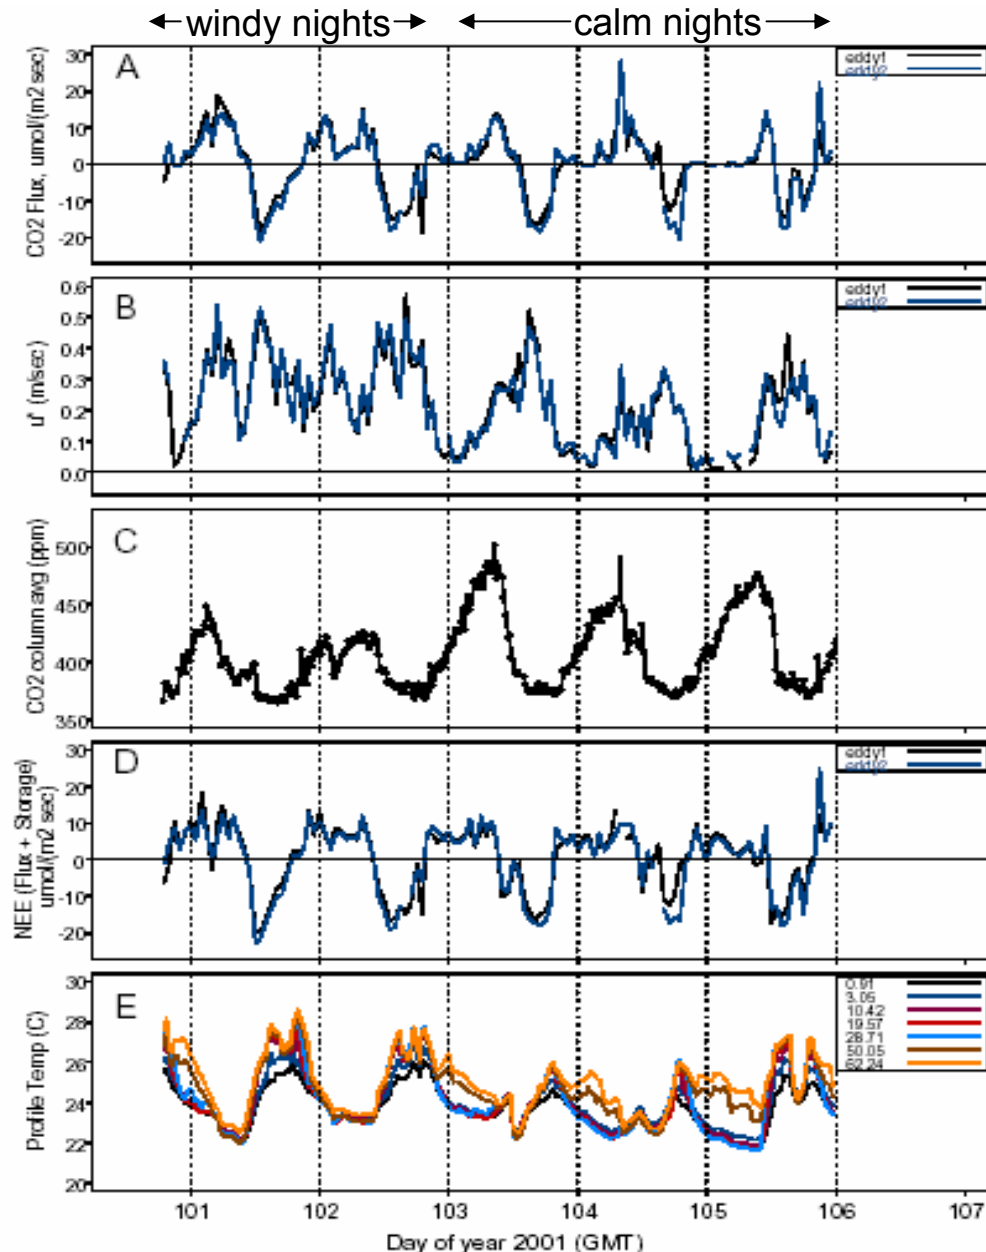 windy nights calm nights
A
eddy1
eddy2
CO2 Flux, umol/(m2 sec)
30
20
10
0
-10
-20
B
eddy1
eddy2
u* (m/sec)
0.6
0.5
0.4
0.3
0.2
0.1
0.0
C
CO2 column avg (ppm)
500
450
400
350
D
eddy1
eddy2
NEE (Flux + Storage)
umol/(m2 sec)
30
20
10
0
-10
-20
E
0.91
3.05
10.42
19.57
28.71
50.05
62.24
Profile Temp (C)
30
28
26
24
22
20
101 102 103 104 105 106 107
Day of year 2001 (GMT)